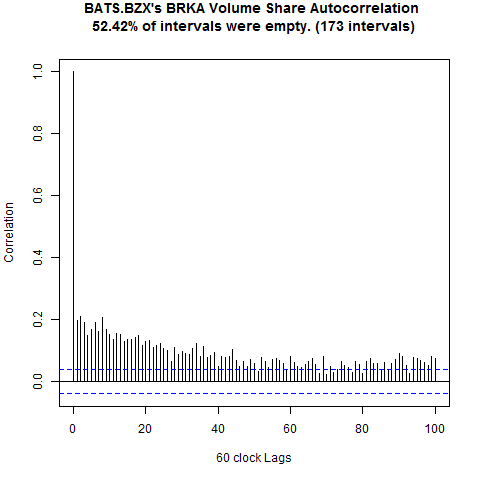 BATS.BZX's BRKA Volume Share Autocorrelation
52.42% of intervals were empty. (173 intervals)
Correlation
1.0
0.8
0.6
0.4
0.2
0.0
0 20 40 60 80 100
60 clock Lags